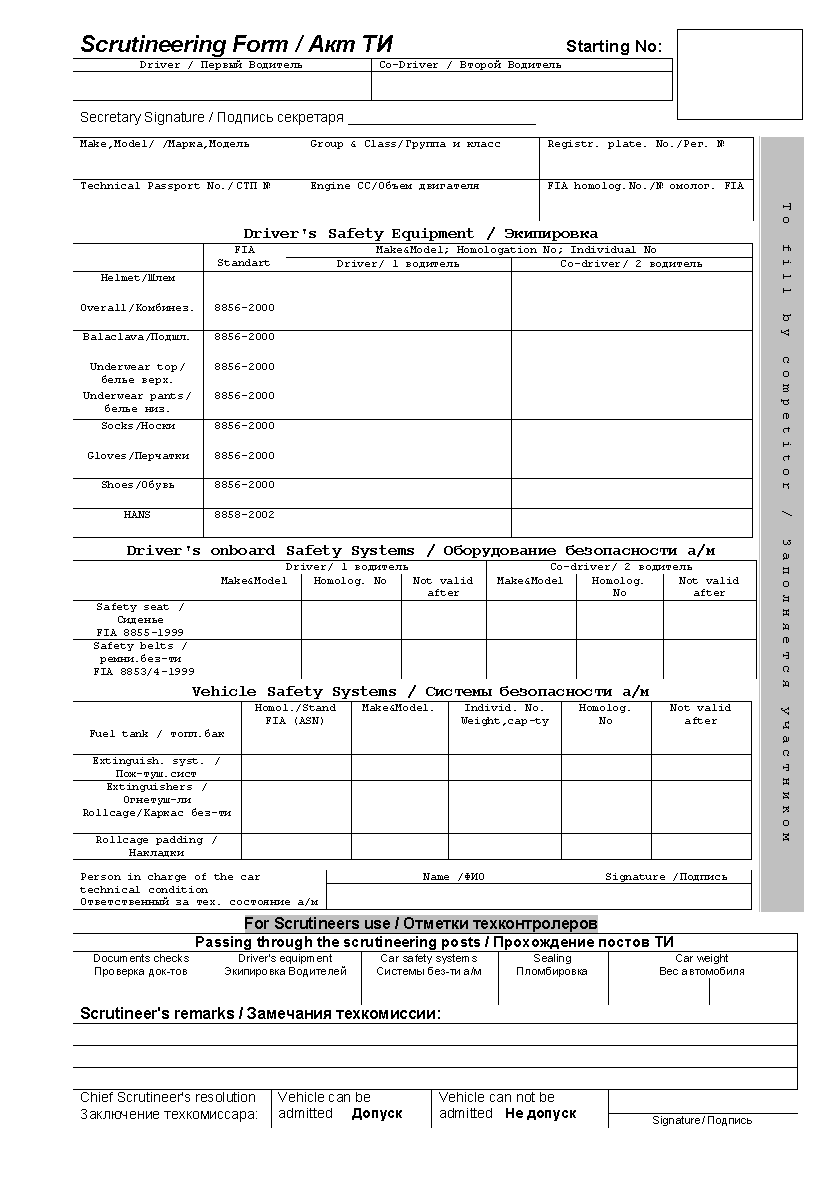 Scrutineering Form / Акт ТИ
Starting No:
Driver / Первый Водитель
Co-Driver / Второй Водитель
Secretary Signature / Подпись секретаря ________________________
Make,Model/ /Марка,Модель
Group & Class/Группа и класс
Registr. plate. No./Рег. №
Technical Passport No./СТП №
Engine CC/Объем двигателя
FIA homolog.No./№ омолог. FIA
Driver's Safety Equipment / Экипировка
FIA
Standart
Make&Model; Homologation No; Individual No
Driver/ 1 водитель
Co-driver/ 2 водитель
Helmet/Шлем
Overall/Комбинез.
8856-2000
Balaclava/Подшл.
8856-2000
Underwear top/
белье верх.
8856-2000
Underwear pants/
белье низ.
8856-2000
Socks/Носки
8856-2000
Gloves/Перчатки
8856-2000
Shoes/Обувь
8856-2000
HANS
8858-2002
Driver's onboard Safety Systems / Оборудование безопасности а/м
Driver/ 1 водитель
Co-driver/ 2 водитель
Make&Model
Homolog. No
Not valid
after
Make&Model
Homolog.
No
Not valid
after
Safety seat /
Сиденье
FIA 8855-1999
Safety belts /
ремни.без-ти
FIA 8853/4-1999
Vehicle Safety Systems / Системы безопасности а/м
Homol./Stand
FIA (ASN)
Make&Model.
Individ. No.
Weight,cap-ty
Homolog.
No
Not valid
after
Fuel tank / топл.бак
Extinguish. syst. /
Пож-туш.сист
Extinguishers /
Огнетуш-ли
Rollcage/Каркас без-ти
Rollcage padding /
Накладки
Person in charge of the car
technical condition
Ответственный за тех. состояние а/м
Name /ФИО
Signature /Подпись
To fill by competitor / Заполняется участником
For Scrutineers use / Отметки техконтролеров
Passing through the scrutineering posts / Прохождение постов ТИ
Documents checks
Проверка док-тов
Driver's equipment
Экипировка Водителей
Car safety systems
Системы без-ти а/м
Sealing
Пломбировка
Car weight
Вес автомобиля
Scrutineer's remarks / Замечания техкомиссии:
Chief Scrutineer's resolution
Заключение техкомиссара:
Vehicle can be
admitted Допуск
Vehicle can not be
admitted Не допуск
Signature/Подпись